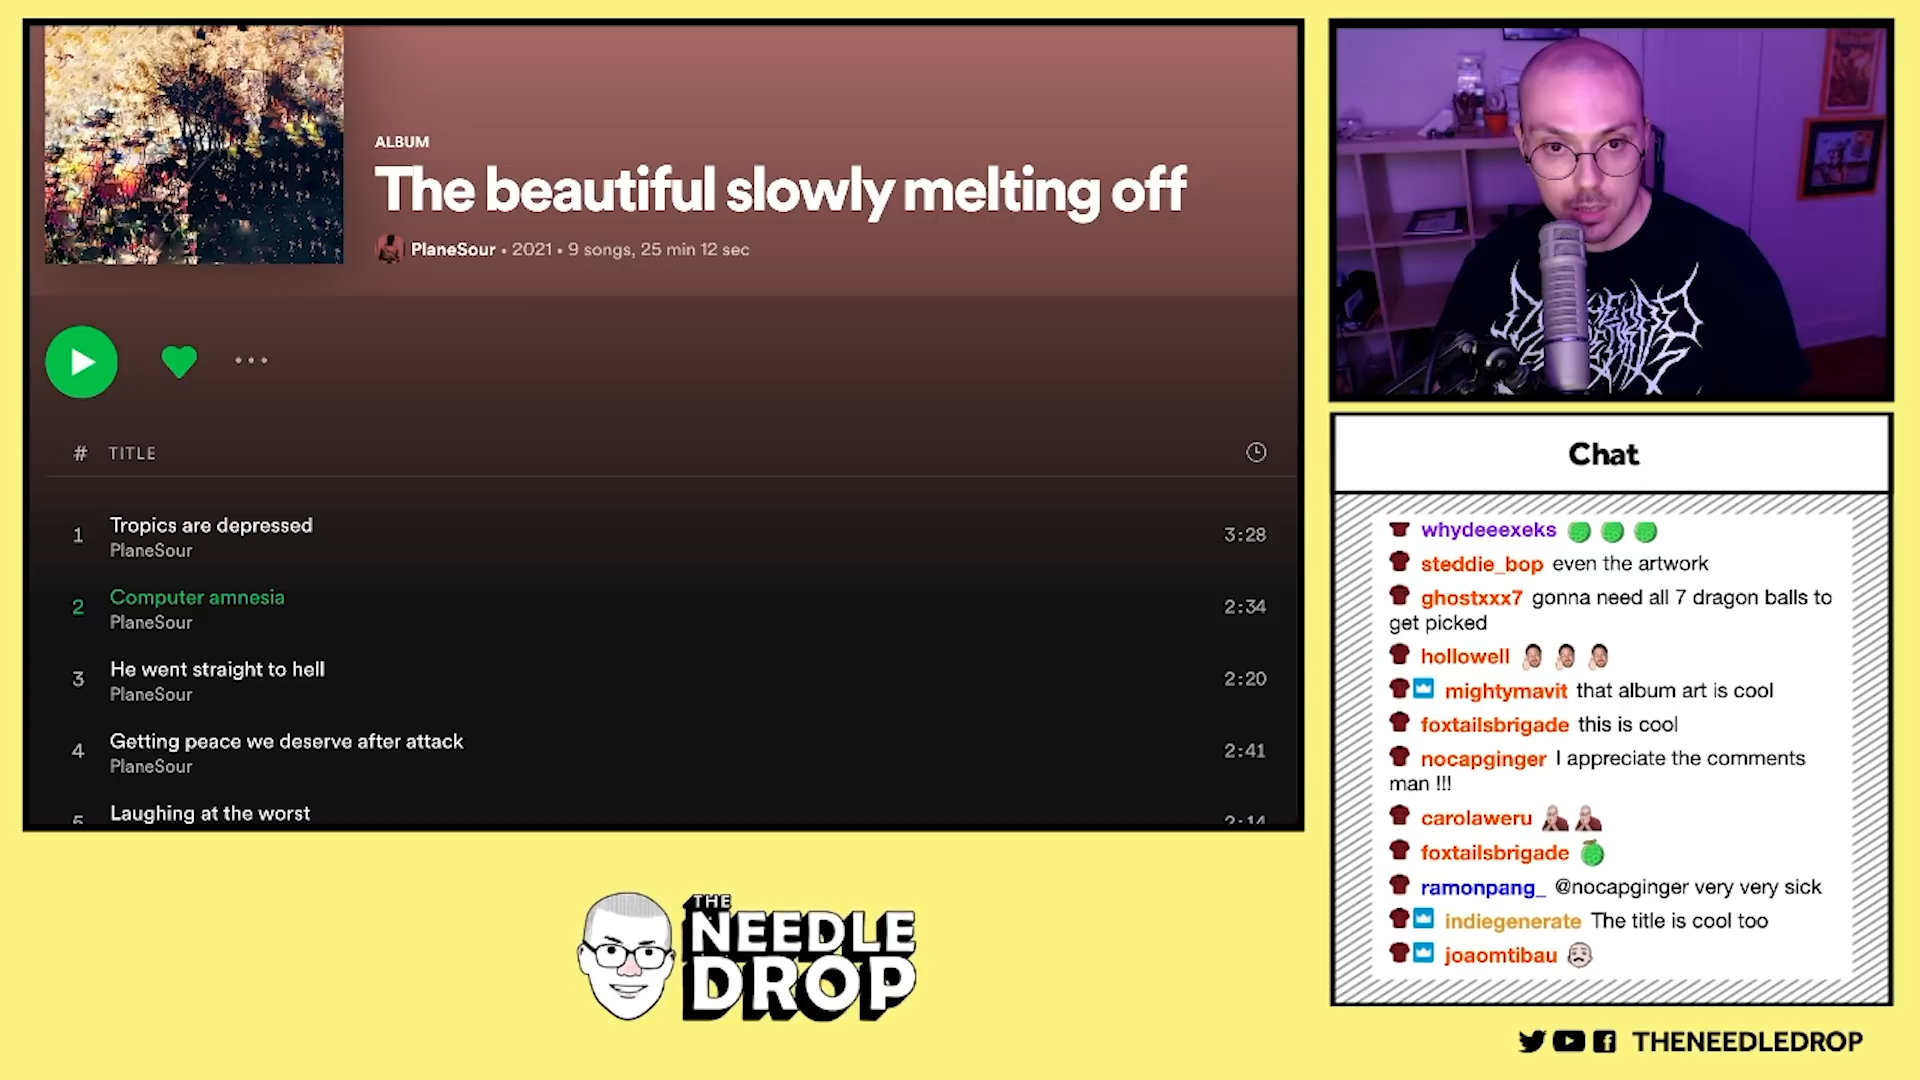 ALBUM
The beautiful slowly melting off
PlaneSour • 2021 • 9 songs, 25 min 12 sec
# TITLE
1 Tropics are depressed 3:28
PlaneSour
2 Computer amnesia 2:34
PlaneSour
3 He went straight to hell 2:20
PlaneSour
4 Getting peace we deserve after attack 2:41
PlaneSour
5 Laughing at the worst 2:14
THE
NEEDLE
DROP
Chat
whydeeexeks
steddie_bop even the artwork
ghostxxx7 gonna need all 7 dragon balls to
get picked
hollowell
mightymavit that album art is cool
foxtailsbrigade this is cool
nocapginger I appreciate the comments
man !!!
carolaweru
foxtailsbrigade
ramonpang_ @nocapginger very very sick
indiegenerate The title is cool too
joaomtibau
THENEEDLEDROP